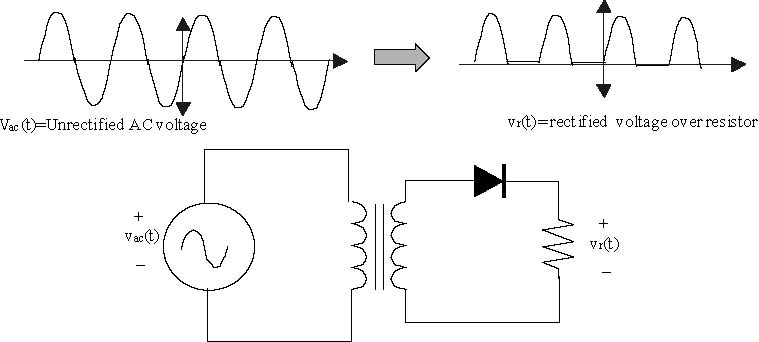 Vac(t)=Unrectified AC voltage
vr(t)=rectified voltage over resistor
+
vac(t)
−
+
vr(t)
−